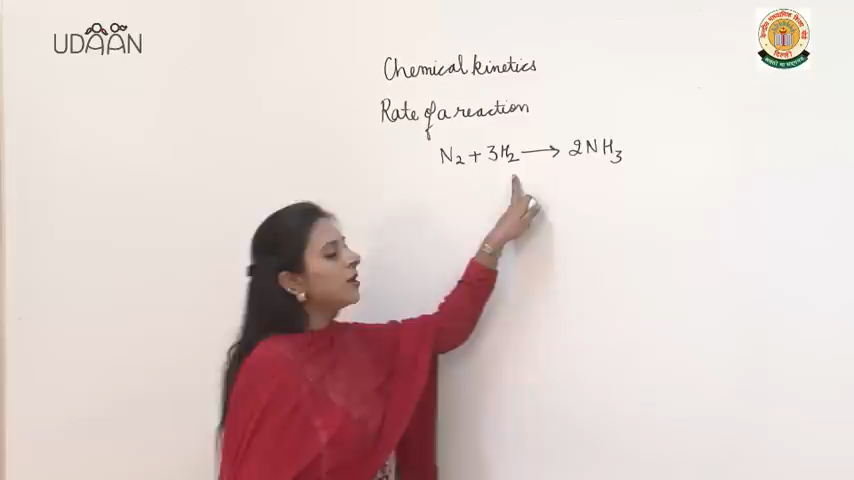 UDAAN
Chemical kinetics
Rate of a reaction
N2 + 3H2 ⟶ 2NH3